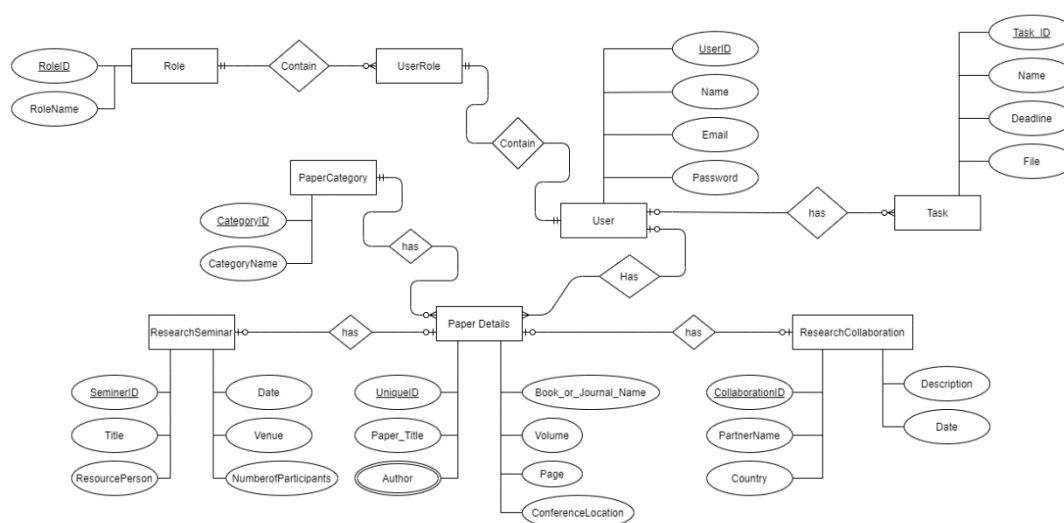 RoleID
Role
Contain
UserRole
RoleName
UserID
Name
Email
Password
Task_ID
Name
Deadline
File
Contain
PaperCategory
CategoryID
CategoryName
has
User
has
Task
Has
ResearchSeminar
has
Paper Details
has
ResearchCollaboration
SeminerID
Title
ResourcePerson
Date
Venue
NumberofParticipants
UniqueID
Paper_Title
Author
Book_or_Journal_Name
Volume
Page
ConferenceLocation
CollaborationID
PartnerName
Country
Description
Date